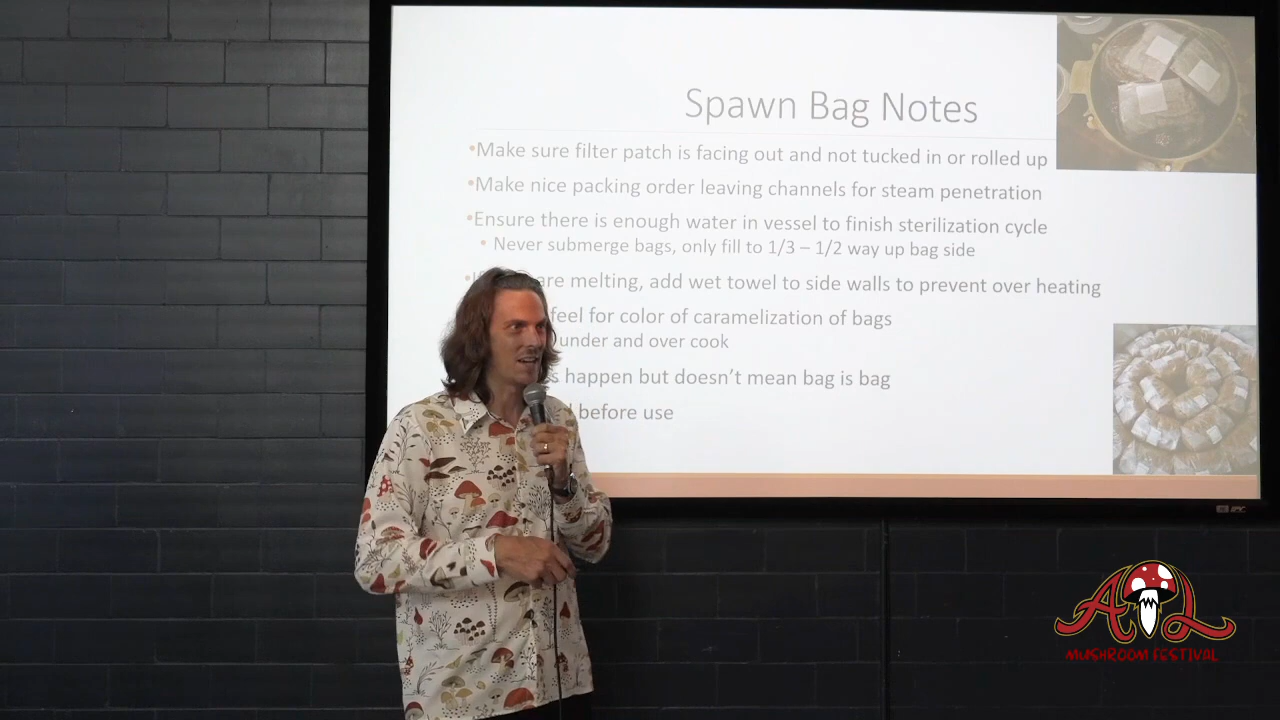 Spawn Bag Notes
•Make sure filter patch is facing out and not tucked in or rolled up
•Make nice packing order leaving channels for steam penetration
•Ensure there is enough water in vessel to finish sterilization cycle
• Never submerge bags, only fill to 1/3 – 1/2 way up bag side
are melting, add wet towel to side walls to prevent over heating
feel for color of caramelization of bags
under and over cook
happen but doesn't mean bag is bag
before use
AL
MUSHROOM FESTIVAL